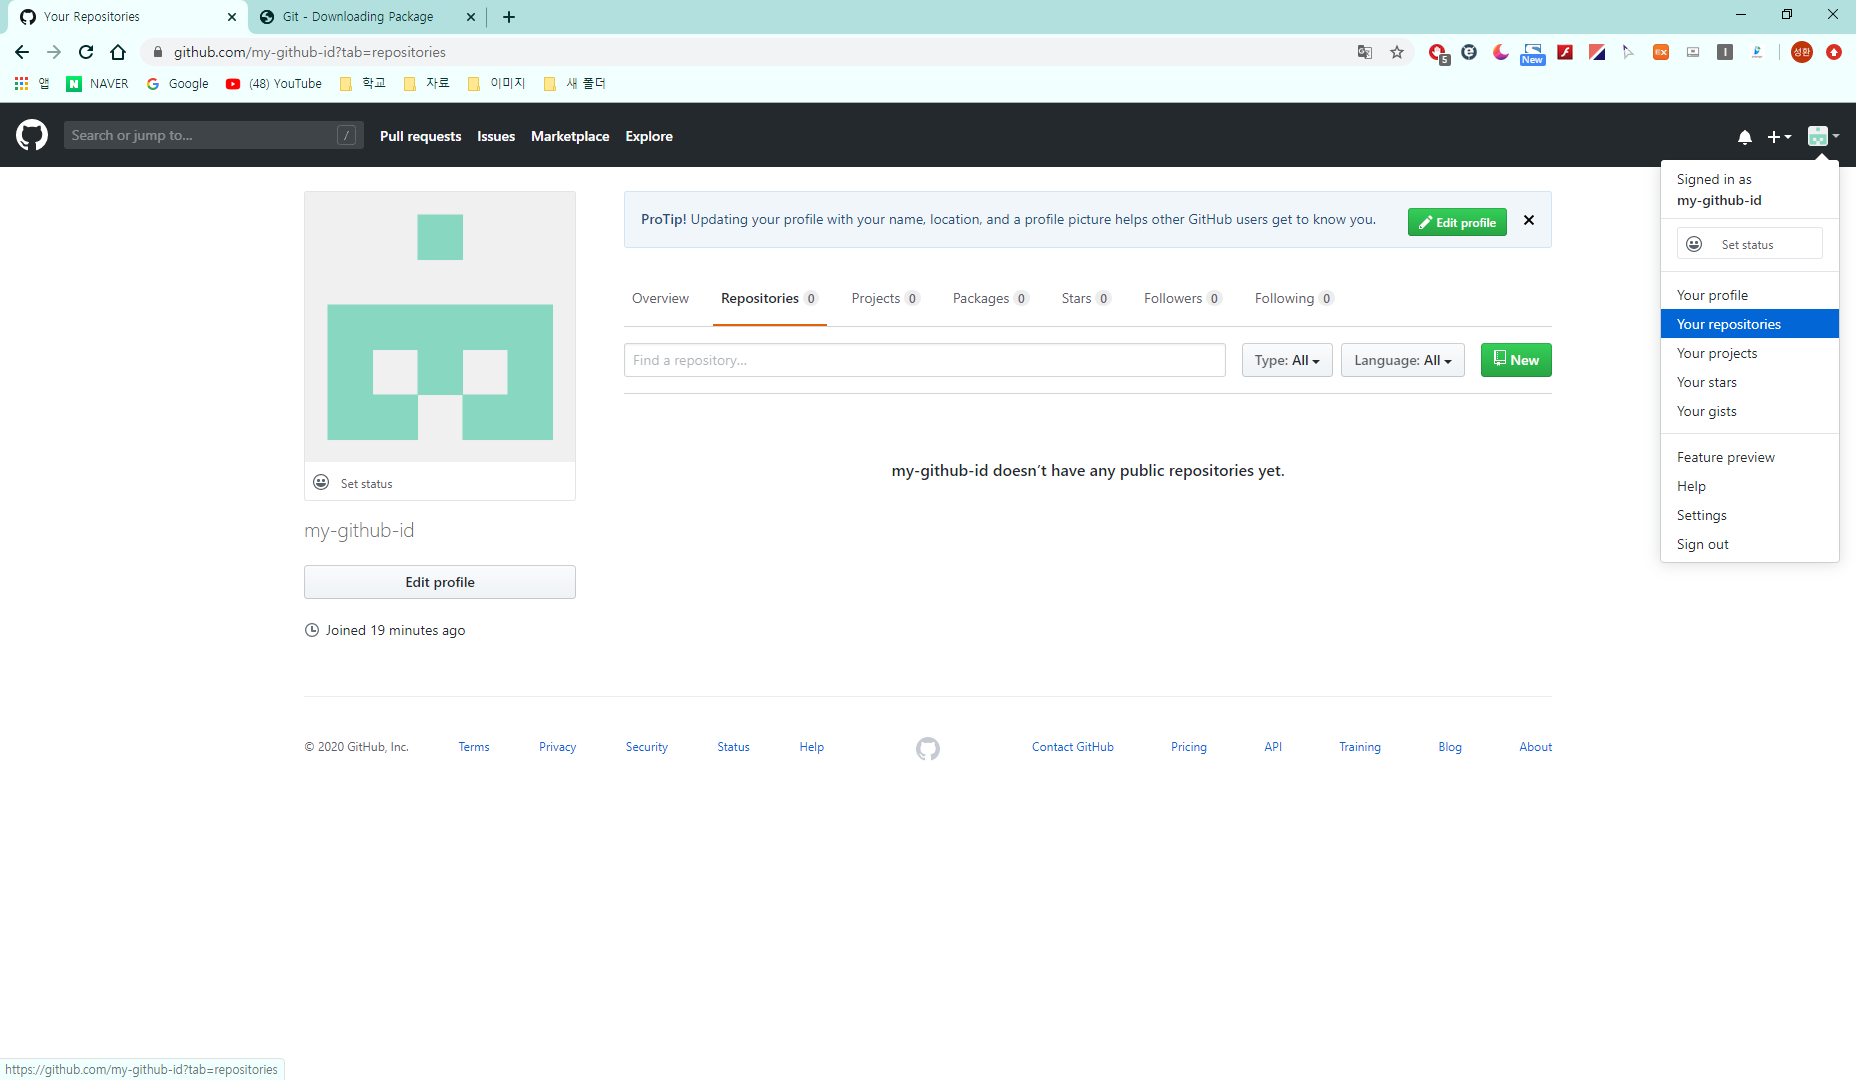 Your Repositories
Git - Downloading Package
github.com/my-github-id?tab=repositories
5
New
EX
I
성환
앱
NAVER
Google
(48) YouTube
학교
자료
이미지
새 폴더
Search or jump to...
/
Pull requests
Issues
Marketplace
Explore
Signed in as
my-github-id
Set status
Your profile
Your repositories
Your projects
Your stars
Your gists
Feature preview
Help
Settings
Sign out
ProTip! Updating your profile with your name, location, and a profile picture helps other GitHub users get to know you.
Edit profile
Overview
Repositories 0
Projects 0
Packages 0
Stars 0
Followers 0
Following 0
Find a repository...
Type: All
Language: All
New
my-github-id doesn’t have any public repositories yet.
Set status
my-github-id
Edit profile
Joined 19 minutes ago
© 2020 GitHub, Inc.
Terms
Privacy
Security
Status
Help
Contact GitHub
Pricing
API
Training
Blog
About
https://github.com/my-github-id?tab=repositories